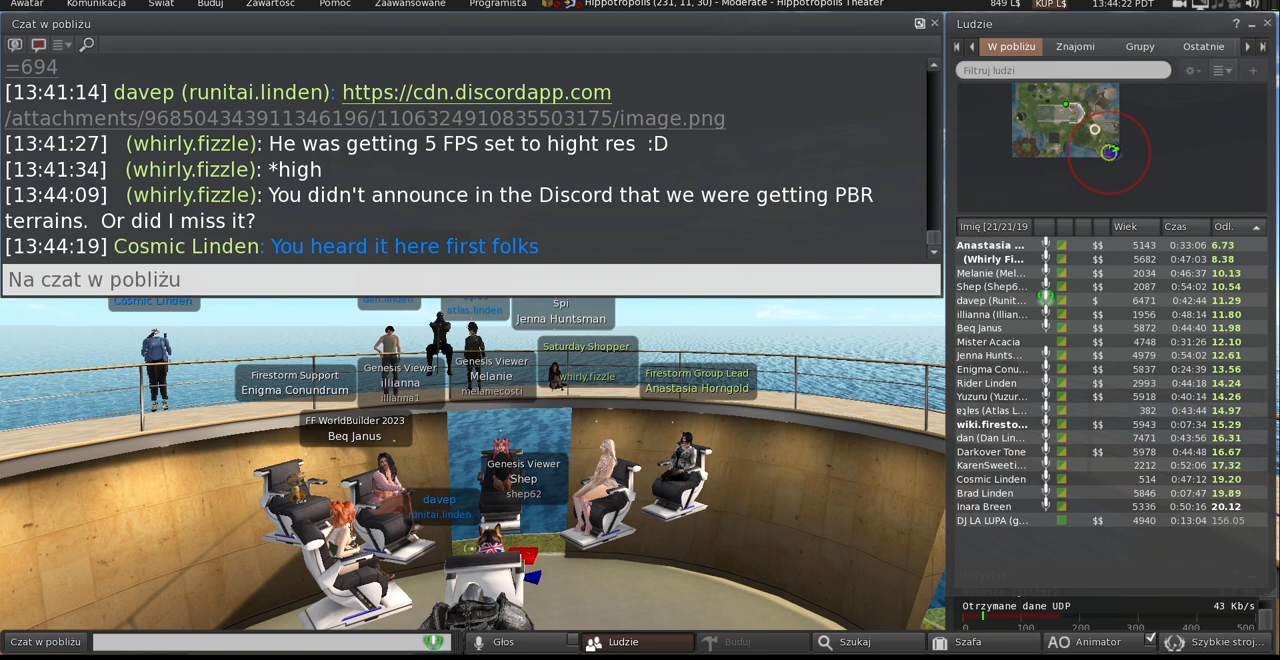 Awatar Komunikacja Świat Buduj Zawartość Pomoc Zaawansowane Programista Hippotropolis (231, 11, 30) - Moderate - Hippotropolis Theater 849 L$ KUP L$ 13:44:22 PDT
Czat w pobliżu
=694
[13:41:14] davep (runitai.linden): https://cdn.discordapp.com
/attachments/968504343911346196/1106324910835503175/image.png
[13:41:27] (whirly.fizzle): He was getting 5 FPS set to hight res :D
[13:41:34] (whirly.fizzle): *high
[13:44:09] (whirly.fizzle): You didn't announce in the Discord that we were getting PBR
terrains. Or did I miss it?
[13:44:19] Cosmic Linden: You heard it here first folks
Na czat w pobliżu
Cosmic Linden
dan.linden
atlas.linden
Spi
Jenna Huntsman
Firestorm Support
Enigma Conundrum
Genesis Viewer
illianna
illianna1
Genesis Viewer
Melanie
melaniecosti
Saturday Shopper
whirly.fizzle
Firestorm Group Lead
Anastasia Horngold
FF WorldBuilder 2023
Beq Janus
Genesis Viewer
Shep
shep62
davep
runitai.linden
Ludzie
W pobliżu Znajomi Grupy Ostatnie
Filtruj ludzi
Imię [21/21/19 Wiek Czas Odl.
Anastasia ... $$ 5143 0:33:06 6.73
(Whirly Fi... $$ 5682 0:47:03 8.38
Melanie (Mel... $$ 2034 0:46:37 10.13
Shep (Shep6... $$ 2087 0:54:02 10.54
davep (Runit... $ 6471 0:42:44 11.29
illianna (Illian... $$ 1956 0:48:14 11.80
Beq Janus $$ 5872 0:44:40 11.98
Mister Acacia $$ 4748 0:31:26 12.10
Jenna Hunts... $$ 4979 0:54:02 12.61
Enigma Conu... $$ 5837 0:24:39 13.56
Rider Linden $$ 2993 0:44:18 14.24
Yuzuru (Yuzur... $$ 5918 0:40:14 14.26
(Atlas L... 382 0:43:44 14.97
wiki.firesto... $$ 5943 0:07:34 15.29
dan (Dan Lin... 7471 0:43:56 16.31
Darkover Tone $$ 5978 0:44:48 16.67
KarenSweeti... 2212 0:52:06 17.32
Cosmic Linden 514 0:47:12 19.20
Brad Linden 5846 0:07:47 19.89
Inara Breen 5336 0:50:16 20.12
DJ LA LUPA (g... $$ 4940 0:13:04 156.05
Otrzymane dane UDP 43 Kb/s
0 100 200 300 400 500
Czat w pobliżu Głos Ludzie Buduj Szukaj Szafa AO Animator Szybkie stroj...